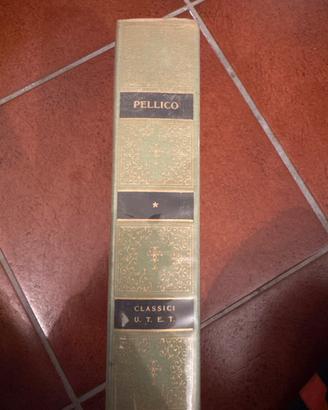 PELLICO
*
CLASSICI
U. T. E. T.